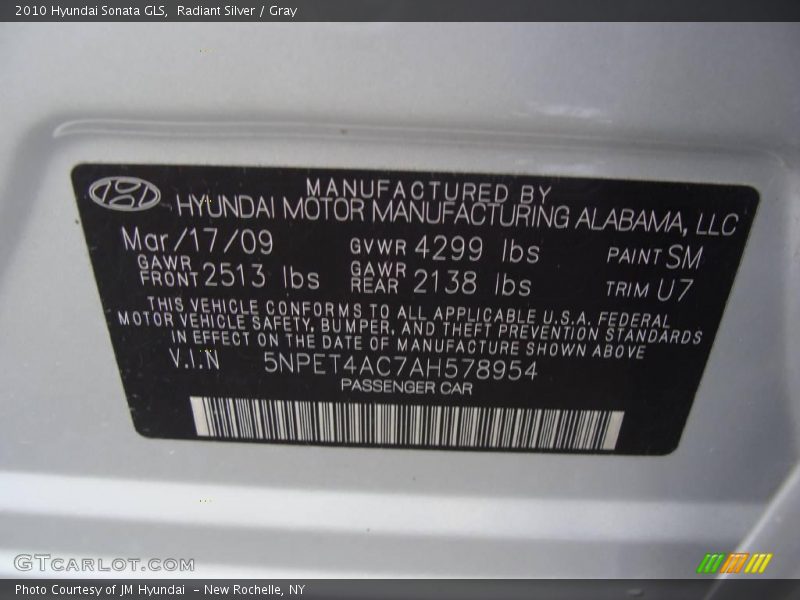 2010 Hyundai Sonata GLS, Radiant Silver / Gray
MANUFACTURED BY
HYUNDAI MOTOR MANUFACTURING ALABAMA, LLC
Mar/17/09 GVWR 4299 lbs PAINT SM
GAWR FRONT 2513 lbs GAWR REAR 2138 lbs TRIM U7
THIS VEHICLE CONFORMS TO ALL APPLICABLE U.S.A. FEDERAL
MOTOR VEHICLE SAFETY, BUMPER, AND THEFT PREVENTION STANDARDS
IN EFFECT ON THE DATE OF MANUFACTURE SHOWN ABOVE
V.I.N 5NPET4AC7AH578954
PASSENGER CAR
GTCARLOT.COM
Photo Courtesy of JM Hyundai - New Rochelle, NY